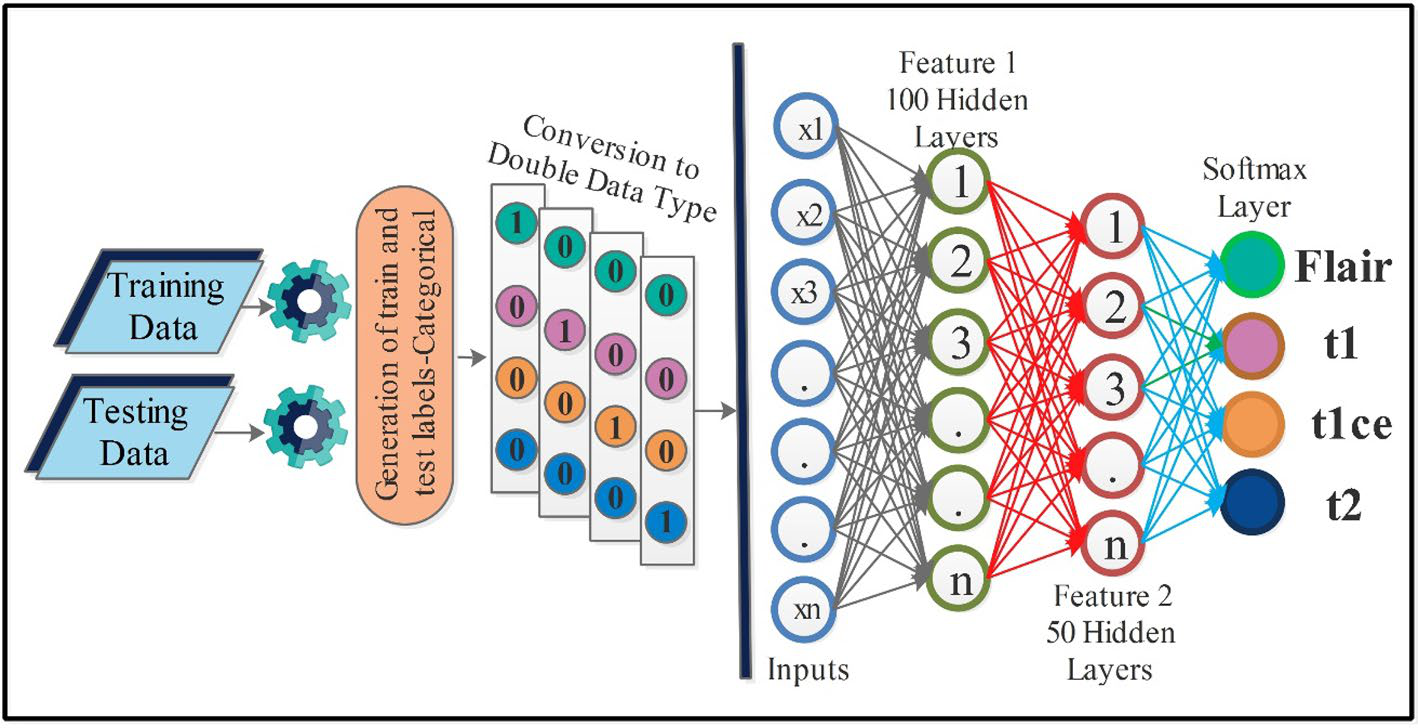 Training
Data
Testing
Data
Generation of train and
test labels-Categorical
Conversion to
Double Data Type
1
0
0
0
0
1
0
0
0
0
1
0
0
0
0
1
x1
x2
x3
.
.
.
xn
Inputs
Feature 1
100 Hidden
Layers
1
2
3
.
.
n
1
2
3
.
n
Feature 2
50 Hidden
Layers
Softmax
Layer
Flair
t1
t1ce
t2